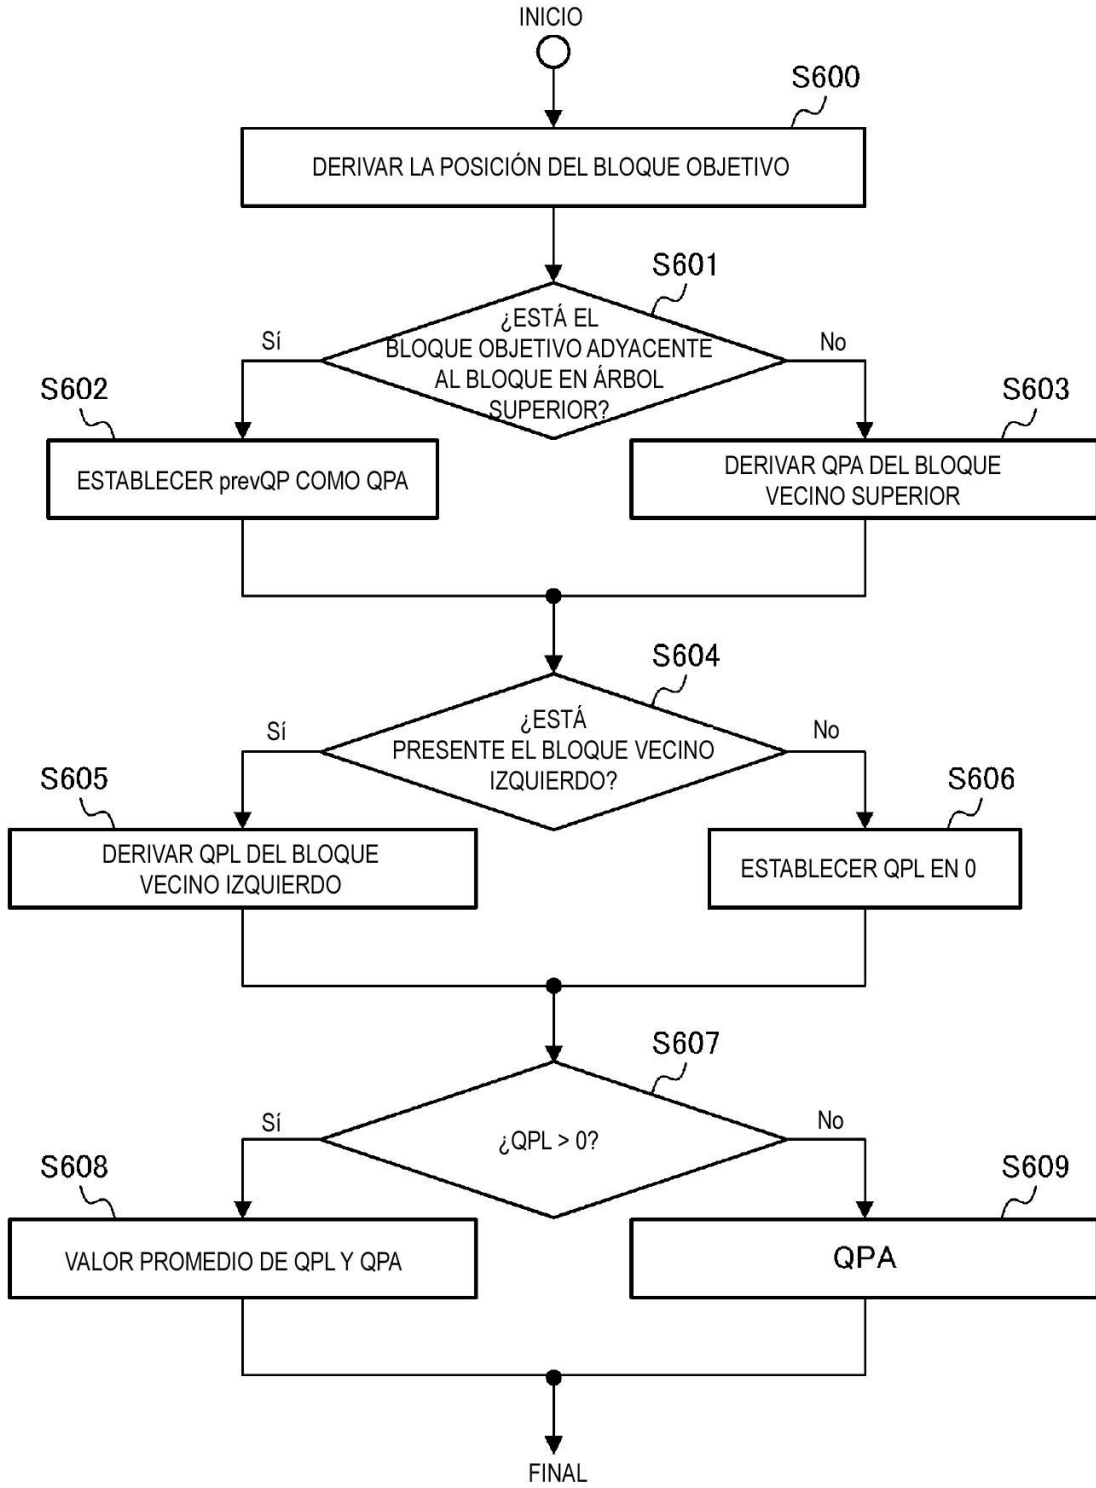 INICIO
S600
DERIVAR LA POSICIÓN DEL BLOQUE OBJETIVO
S601
¿ESTÁ EL
BLOQUE OBJETIVO ADYACENTE
AL BLOQUE EN ÁRBOL
SUPERIOR?
Sí
No
S602
ESTABLECER prevQP COMO QPA
S603
DERIVAR QPA DEL BLOQUE
VECINO SUPERIOR
S604
¿ESTÁ
PRESENTE EL BLOQUE VECINO
IZQUIERDO?
Sí
No
S605
DERIVAR QPL DEL BLOQUE
VECINO IZQUIERDO
S606
ESTABLECER QPL EN 0
S607
¿QPL > 0?
Sí
No
S608
VALOR PROMEDIO DE QPL Y QPA
S609
QPA
FINAL